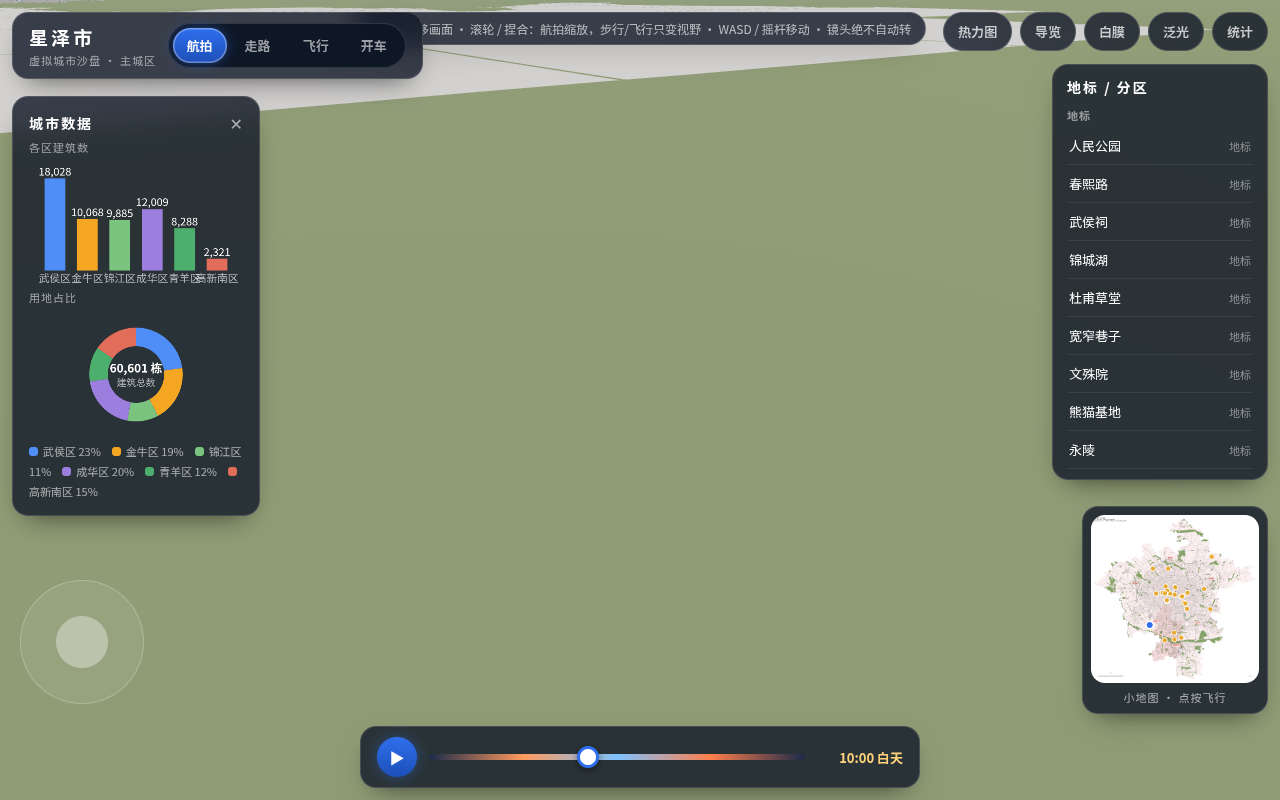 星泽市
虚拟城市沙盘 · 主城区
航拍
走路
飞行
开车
画面 · 滚轮 / 捏合：航拍缩放，步行/飞行只变视野 · WASD / 摇杆移动 · 镜头绝不自动转
热力图
导览
白膜
泛光
统计
城市数据
各区建筑数
18,028
10,068
9,885
12,009
8,288
2,321
武侯区
金牛区
锦江区
成华区
青羊区
高新南区
用地占比
60,601 栋
建筑总数
武侯区 23% 金牛区 19% 锦江区
11% 成华区 20% 青羊区 12%
高新南区 15%
地标 / 分区
地标
人民公园 地标
春熙路 地标
武侯祠 地标
锦城湖 地标
杜甫草堂 地标
宽窄巷子 地标
文殊院 地标
熊猫基地 地标
永陵 地标
小地图 · 点按飞行
10:00 白天